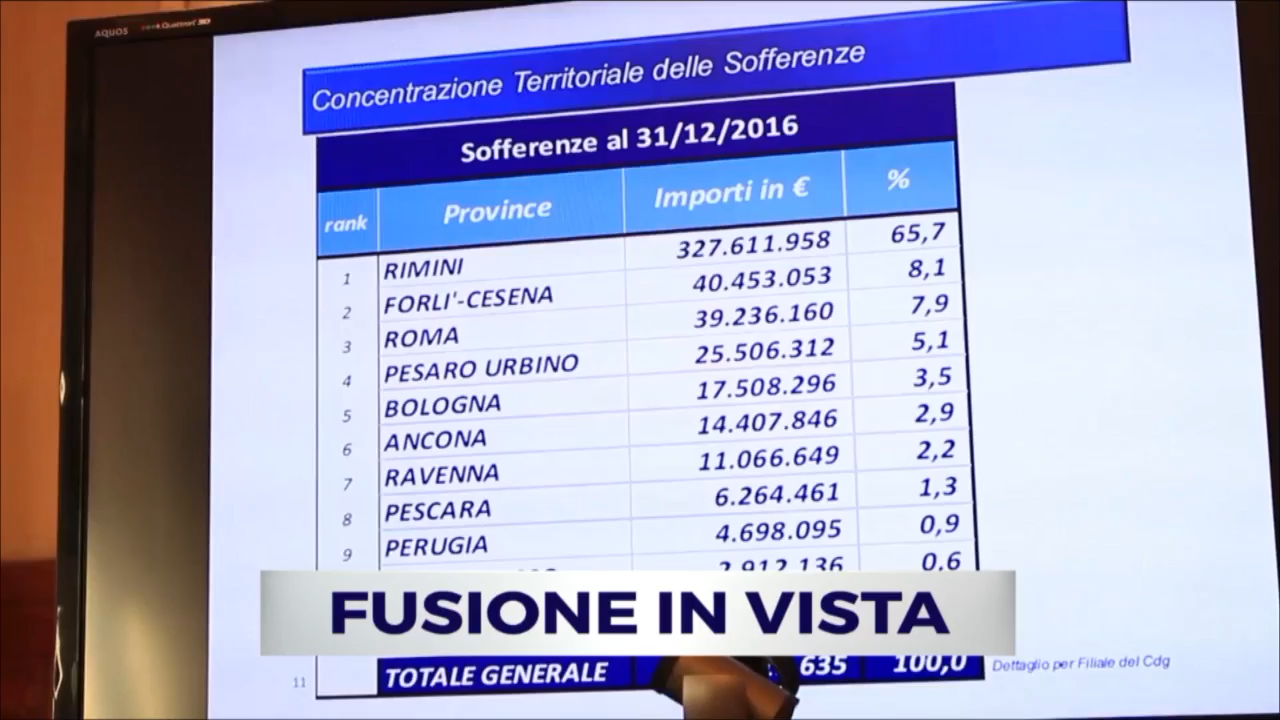 AQUOS Quattron 3D
Concentrazione Territoriale delle Sofferenze
Sofferenze al 31/12/2016
rank Province Importi in € %
1 RIMINI 327.611.958 65,7
2 FORLI'-CESENA 40.453.053 8,1
3 ROMA 39.236.160 7,9
4 PESARO URBINO 25.506.312 5,1
5 BOLOGNA 17.508.296 3,5
6 ANCONA 14.407.846 2,9
7 RAVENNA 11.066.649 2,2
8 PESCARA 6.264.461 1,3
9 PERUGIA 4.698.095 0,9
2.912.136 0,6
FUSIONE IN VISTA
TOTALE GENERALE 635 100,0
11 Dettaglio per Filiale del Cdg